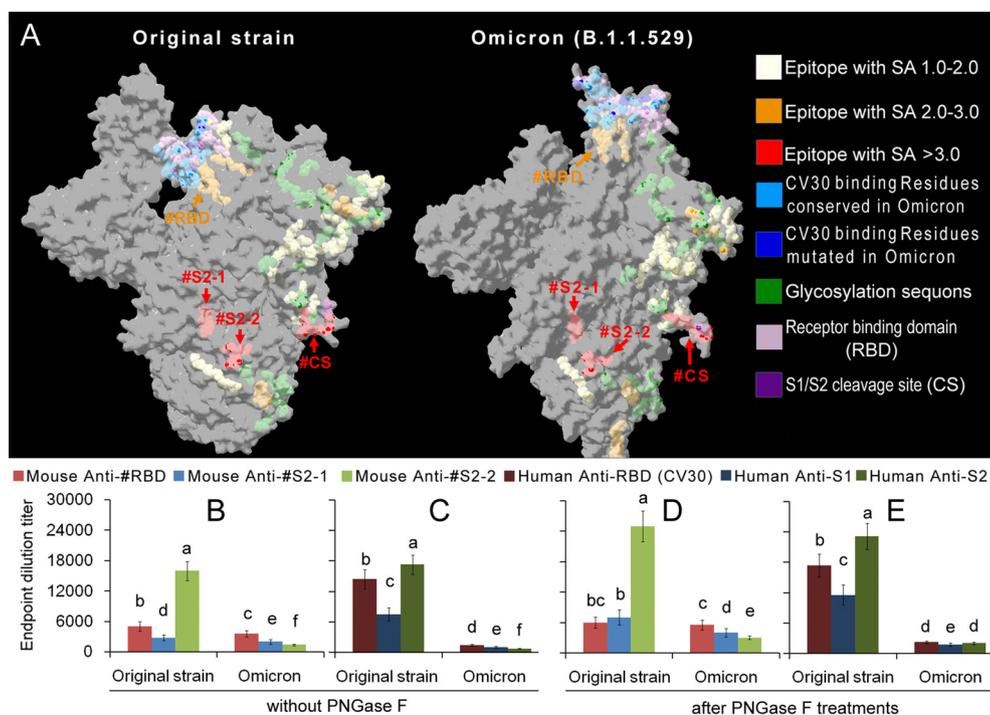 A
Original strain
Omicron (B.1.1.529)
Epitope with SA 1.0-2.0
Epitope with SA 2.0-3.0
Epitope with SA >3.0
CV30 binding Residues
conserved in Omicron
CV30 binding Residues
mutated in Omicron
Glycosylation sequons
Receptor binding domain
(RBD)
S1/S2 cleavage site (CS)
#RBD
#S2-1
#S2-2
#CS
#RBD
#S2-1
#S2-2
#CS
Mouse Anti-#RBD Mouse Anti-#S2-1 Mouse Anti-#S2-2 Human Anti-RBD (CV30) Human Anti-S1 Human Anti-S2
Endpoint dilution titer
30000
24000
18000
12000
6000
0
B
b d a c e f
Original strain Omicron
C
b c a d e f
Original strain Omicron
without PNGase F
D
bc b a c d e
Original strain Omicron
E
b c a d e d
Original strain Omicron
after PNGase F treatments